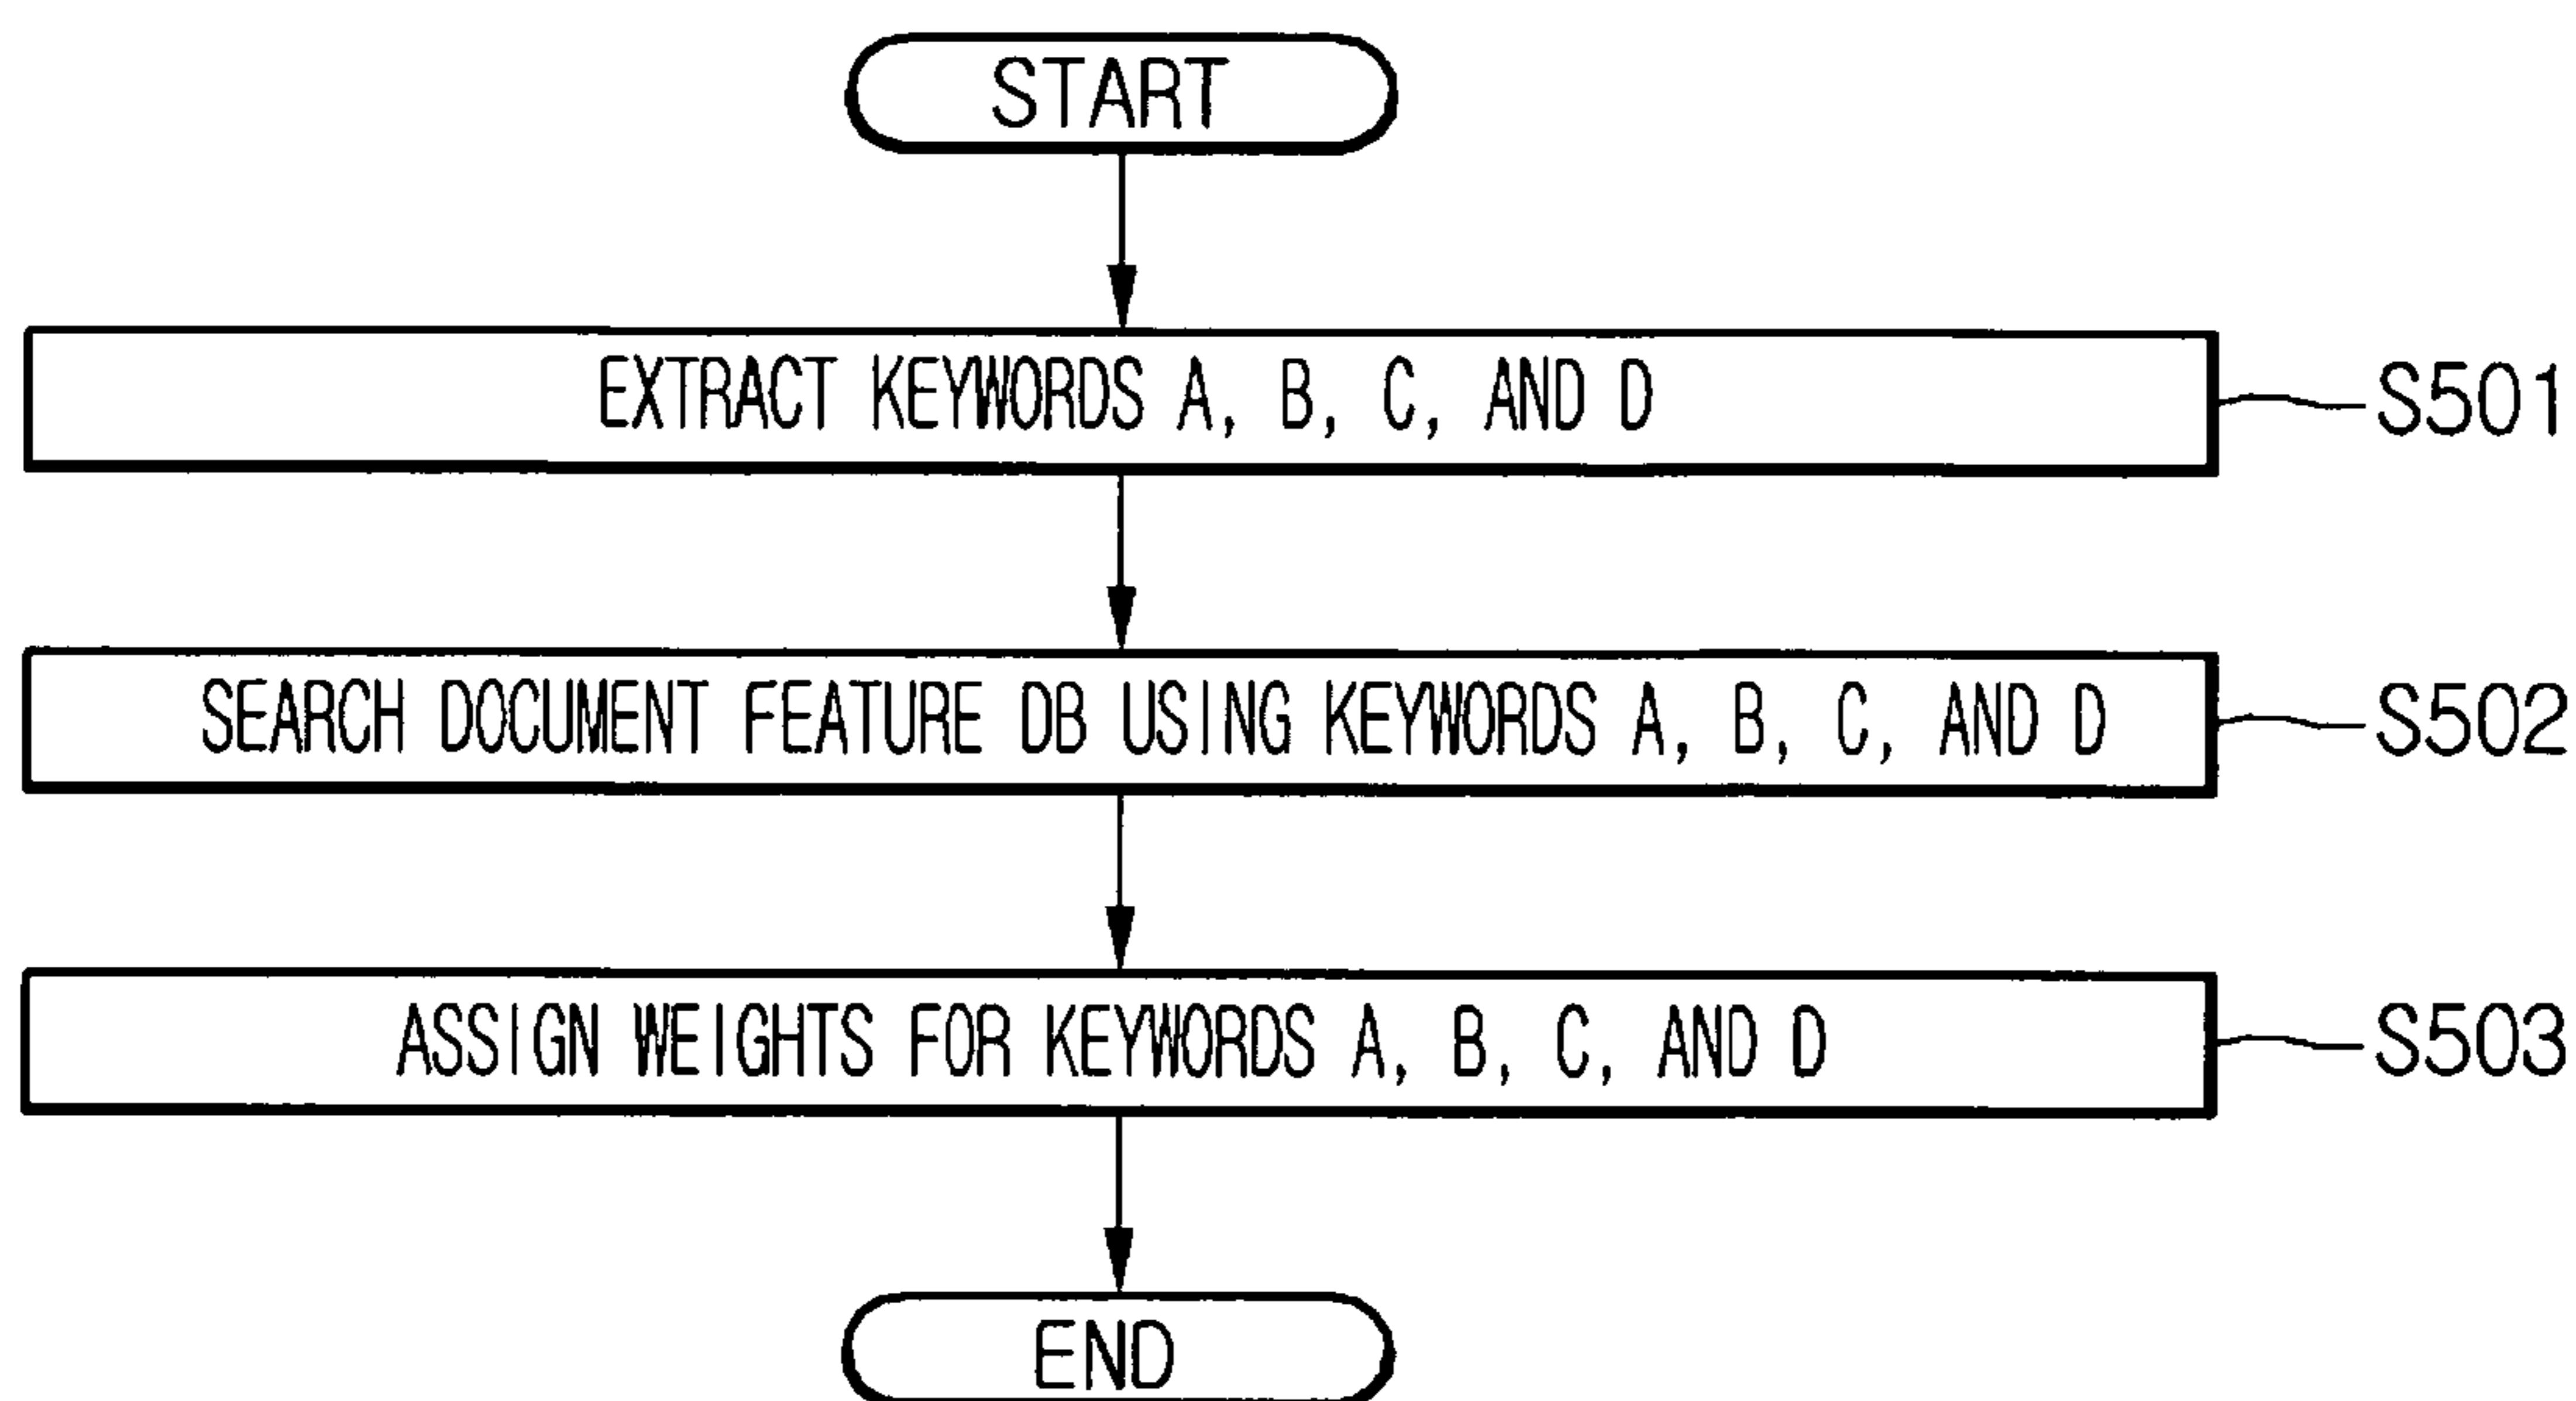 START
EXTRACT KEYWORDS A, B, C, AND D
S501
SEARCH DOCUMENT FEATURE DB USING KEYWORDS A, B, C, AND D
S502
ASSIGN WEIGHTS FOR KEYWORDS A, B, C, AND D
S503
END